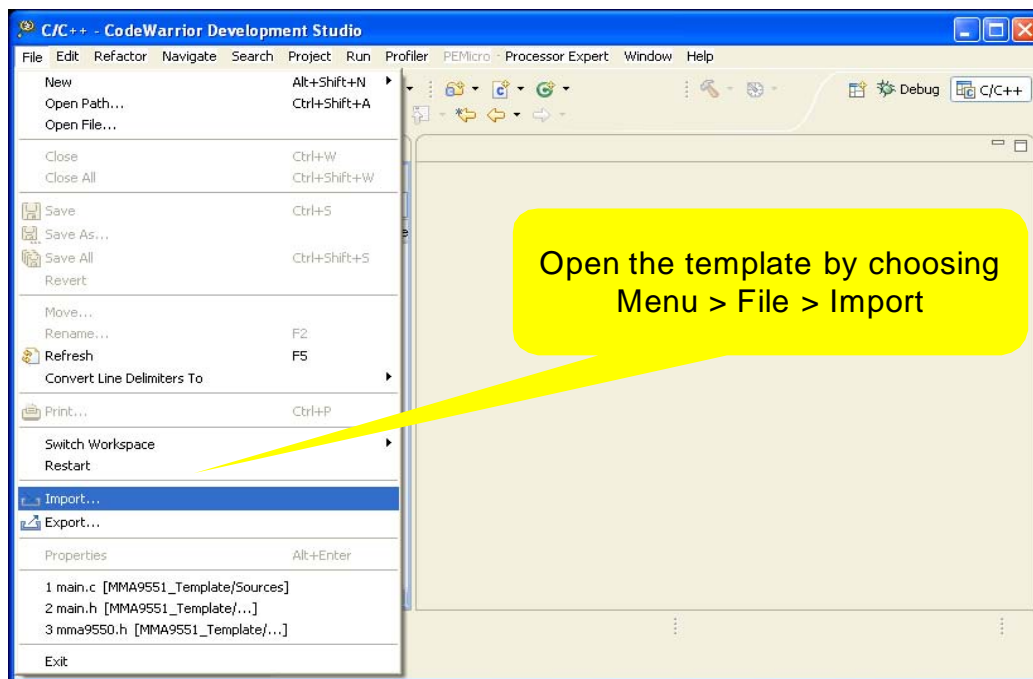 C/C++ - CodeWarrior Development Studio
File Edit Refactor Navigate Search Project Run Profiler PEMicro Processor Expert Window Help
New Alt+Shift+N
Open Path... Ctrl+Shift+A
Open File...
Debug C/C++
Close Ctrl+W
Close All Ctrl+Shift+W
Save Ctrl+S
Save As...
Save All Ctrl+Shift+S
Revert
Open the template by choosing
Menu > File > Import
Move...
Rename... F2
Refresh F5
Convert Line Delimiters To
Print... Ctrl+P
Switch Workspace
Restart
Import...
Export...
Properties Alt+Enter
1 main.c [MMA9551_Template/Sources]
2 main.h [MMA9551_Template/...]
3 mma9550.h [MMA9551_Template/...]
Exit